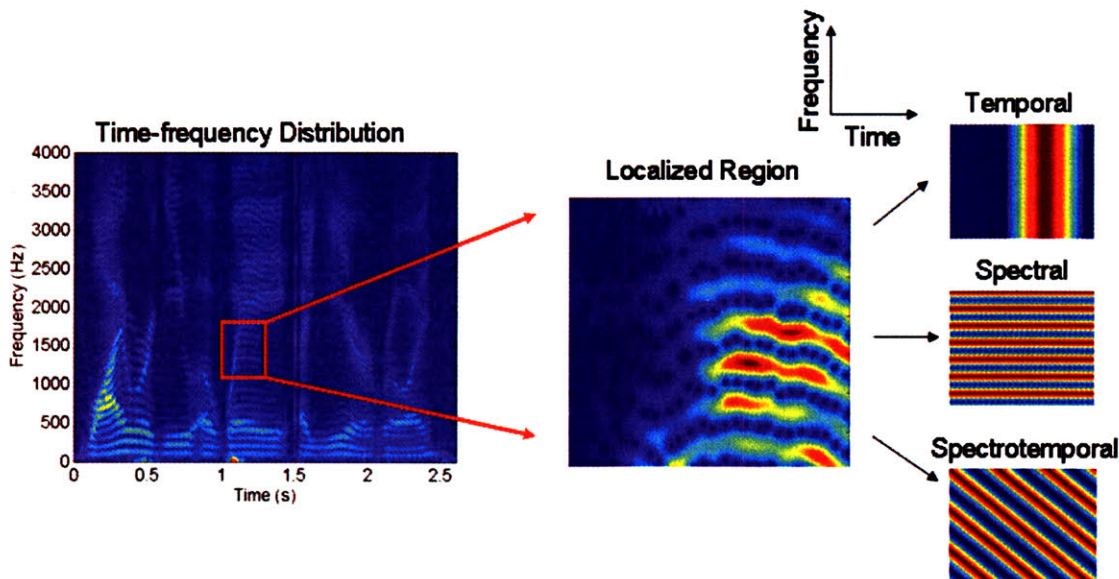 Time-frequency Distribution
4000
3500
3000
2500
2000
1500
1000
500
0
Frequency (Hz)
0 0.5 1 1.5 2 2.5
Time (s)
Localized Region
Frequency
Time
Temporal
Spectral
Spectrotemporal